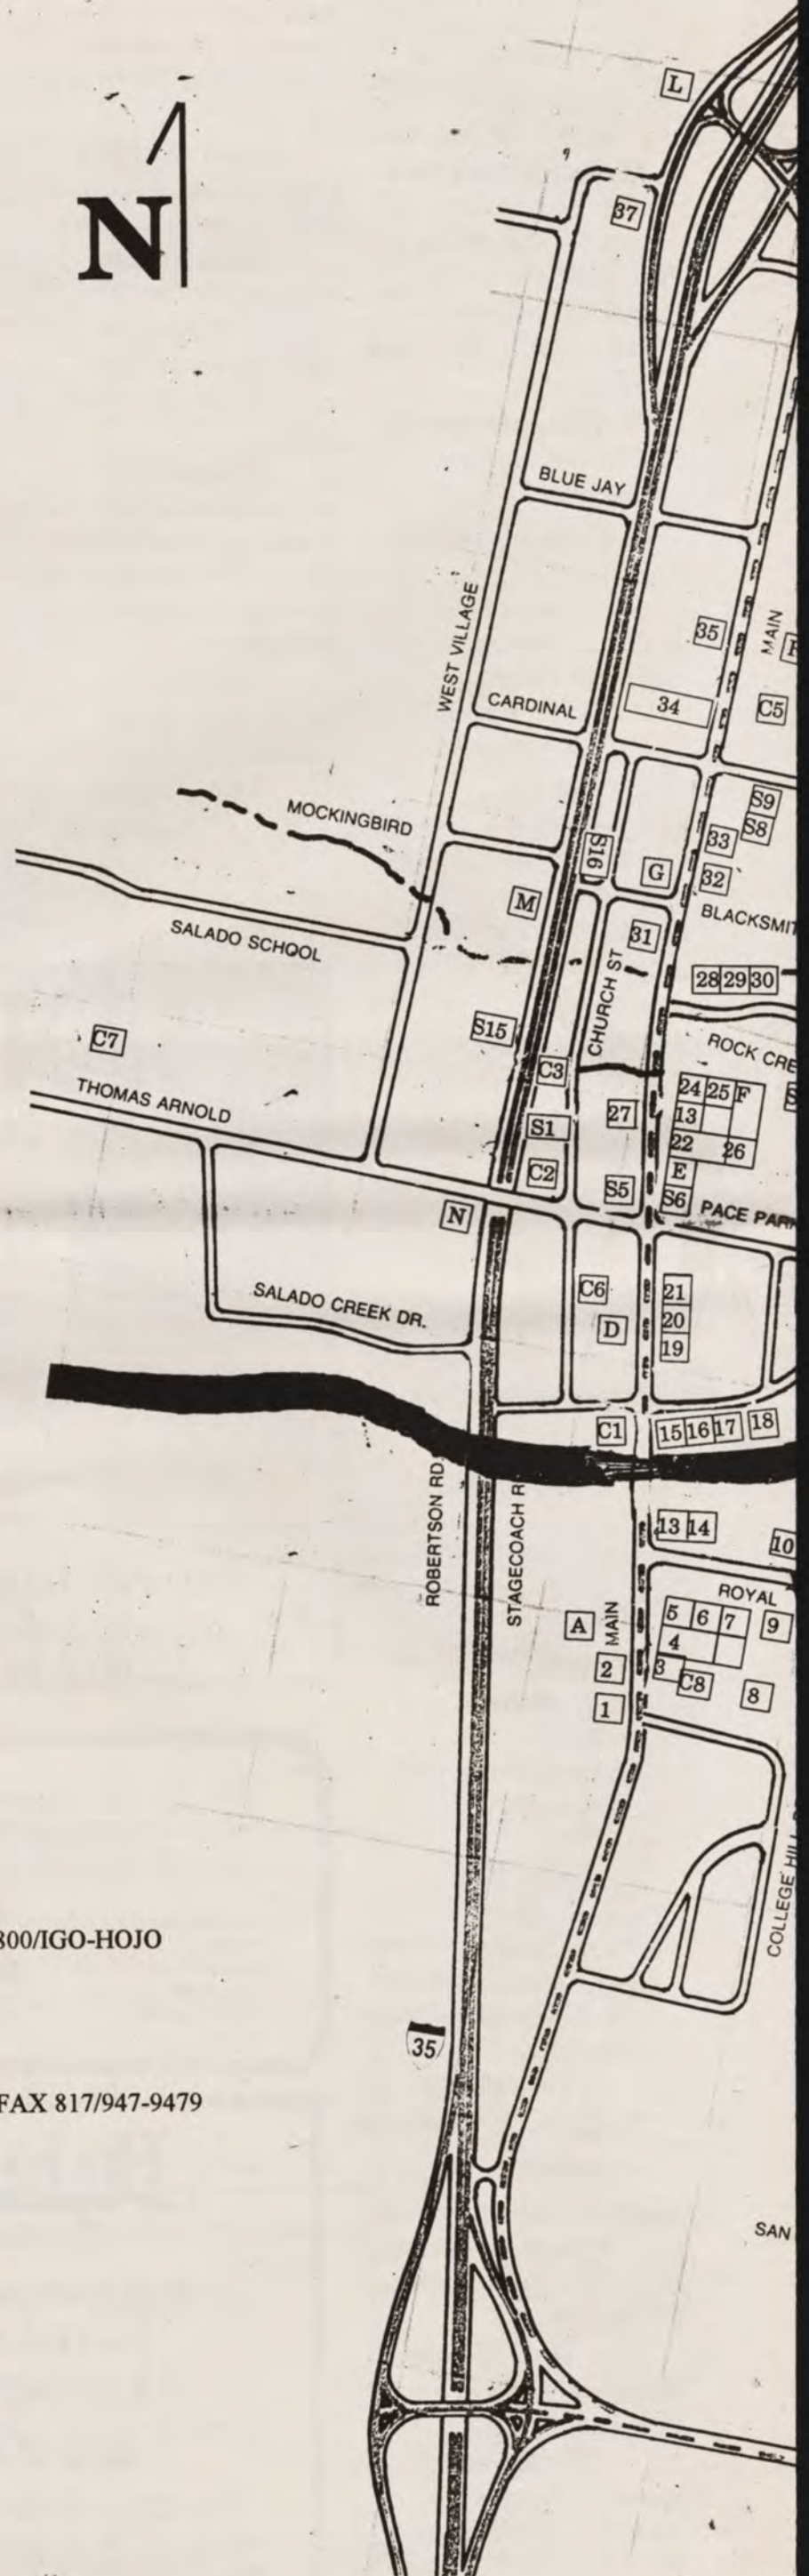 L
N
37
BLUE JAY
35
MAIN
WEST VILLAGE
34
C5
CARDINAL
S9
S8
MOCKINGBIRD
33
S16
G
32
M
BLACKSMIT
SALADO SCHOOL
31
28 29 30
CHURCH ST
S15
C7
ROCK CRE
C3
24 25 F
THOMAS ARNOLD
27
13
S1
22 26
C2
E
S5
S6
PACE PARK
N
C6
21
SALADO CREEK DR.
D
20
19
C1
15 16 17 18
ROBERTSON RD.
STAGECOACH R
13 14
10
ROYAL
A
MAIN
5 6 7 9
4
2
3
C8
8
1
COLLEGE HILL
800/IGO-HOJO
35
FAX 817/947-9479
SAN